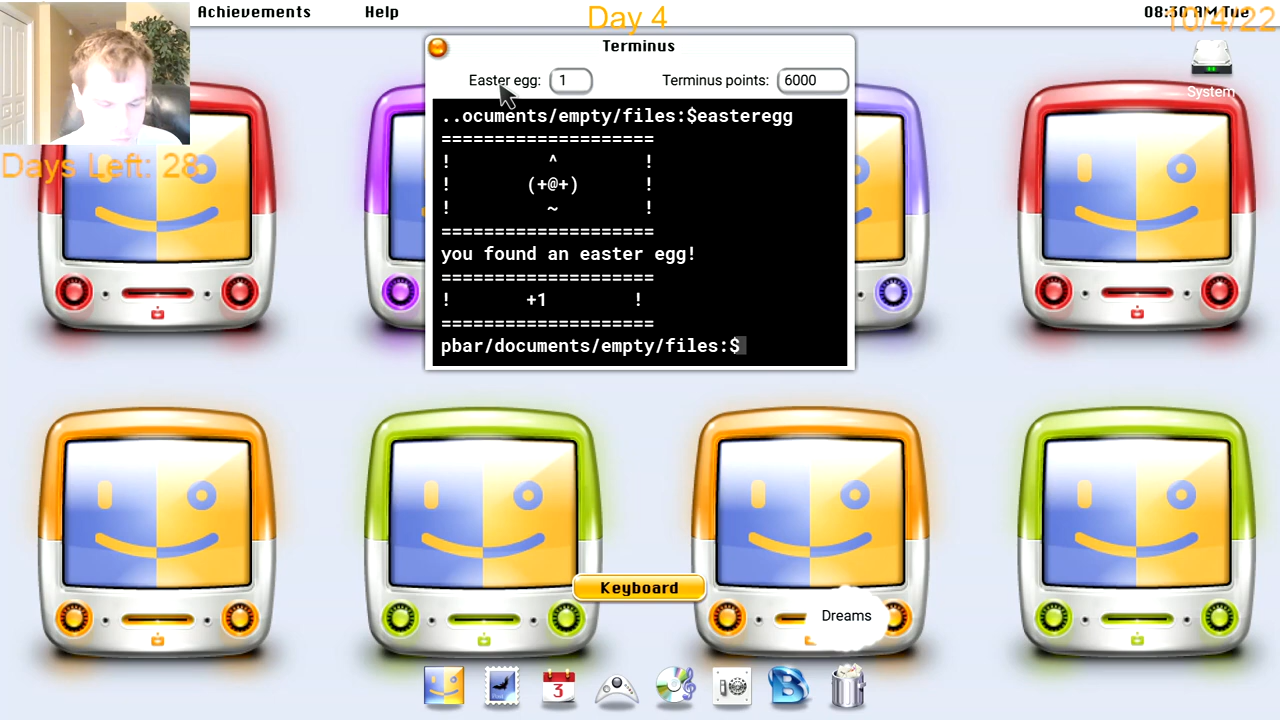 Achievements Help Day 4 08:30 AM Tue
10/4/22
Terminus
Easter egg: 1 Terminus points: 6000
System
Days Left: 28
..ocuments/empty/files:$easteregg
====================
! ^ !
! (+@+) !
! ~ !
====================
you found an easter egg!
====================
! +1 !
====================
pbar/documents/empty/files:$
Keyboard
Dreams
3
B